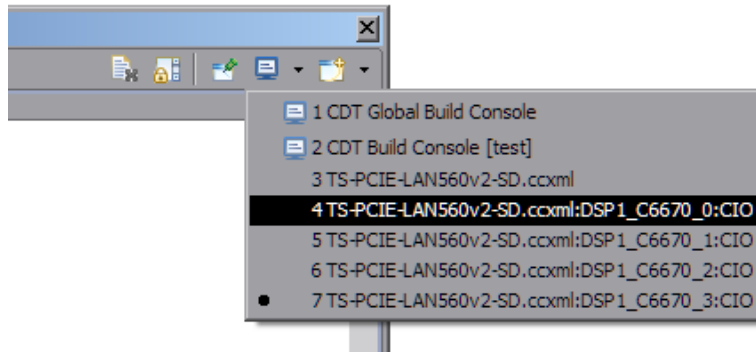 1 CDT Global Build Console
2 CDT Build Console [test]
3 TS-PCIE-LAN560v2-SD.ccxml
4 TS-PCIE-LAN560v2-SD.ccxml:DSP1_C6670_0:CIO
5 TS-PCIE-LAN560v2-SD.ccxml:DSP1_C6670_1:CIO
6 TS-PCIE-LAN560v2-SD.ccxml:DSP1_C6670_2:CIO
7 TS-PCIE-LAN560v2-SD.ccxml:DSP1_C6670_3:CIO